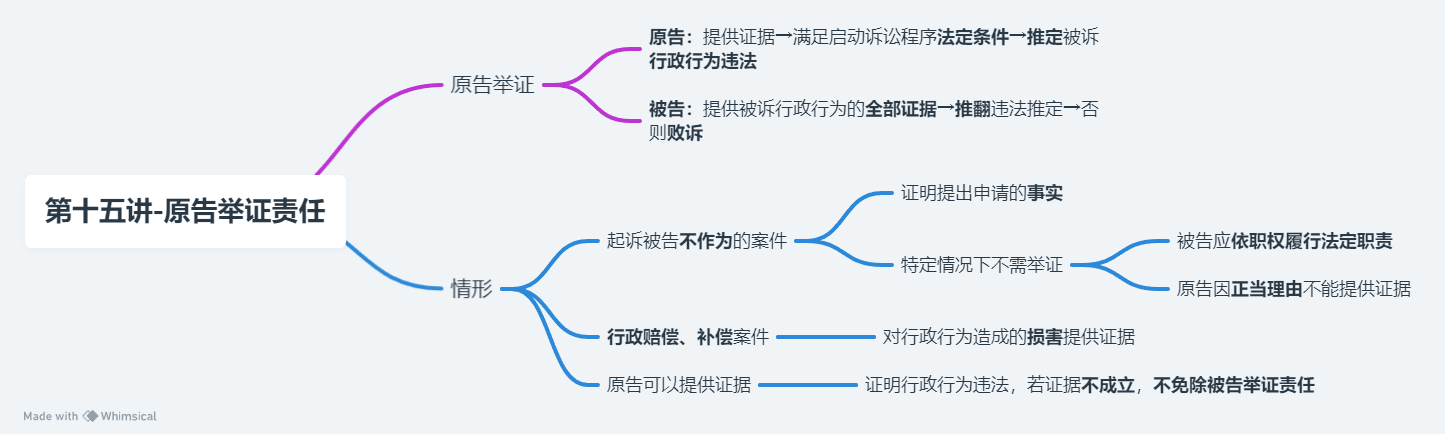 原告：提供证据→满足启动诉讼程序法定条件→推定被诉
行政行为违法
原告举证
被告：提供被诉行政行为的全部证据→推翻违法推定→否
则败诉
第十五讲-原告举证责任
证明提出申请的事实
起诉被告不作为的案件
被告应依职权履行法定职责
特定情况下不需举证
原告因正当理由不能提供证据
情形
行政赔偿、补偿案件
对行政行为造成的损害提供证据
原告可以提供证据
证明行政行为违法，若证据不成立，不免除被告举证责任
Made with Whimsical